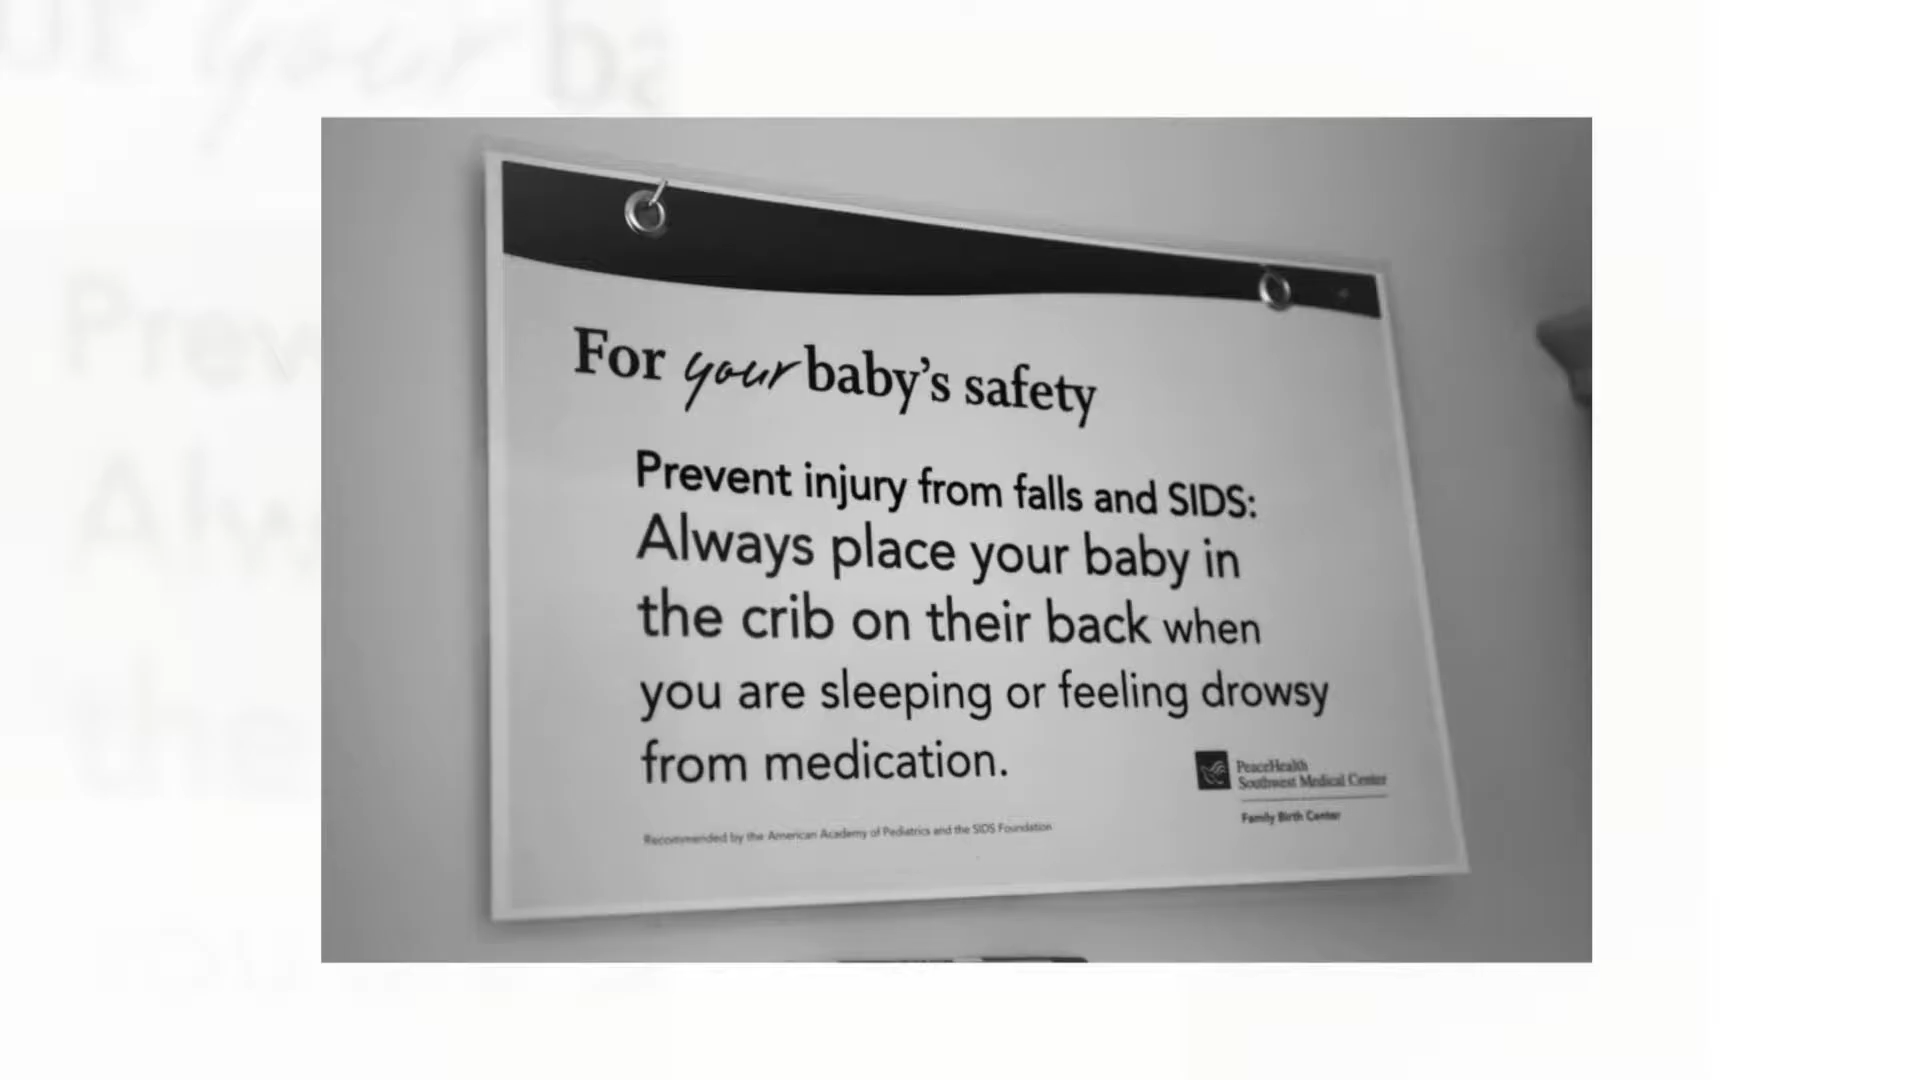 For your baby's safety
Prevent injury from falls and SIDS:
Always place your baby in
the crib on their back when
you are sleeping or feeling drowsy
from medication.
PeaceHealth
Southwest Medical Center
Family Birth Center
Recommended by the American Academy of Pediatrics and the SIDS Foundation